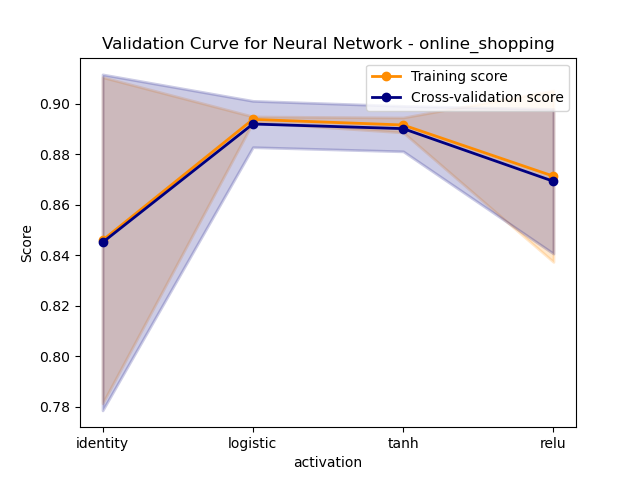 Validation Curve for Neural Network - online_shopping
Training score
Cross-validation score
Score
0.90
0.88
0.86
0.84
0.82
0.80
0.78
identity logistic tanh relu
activation